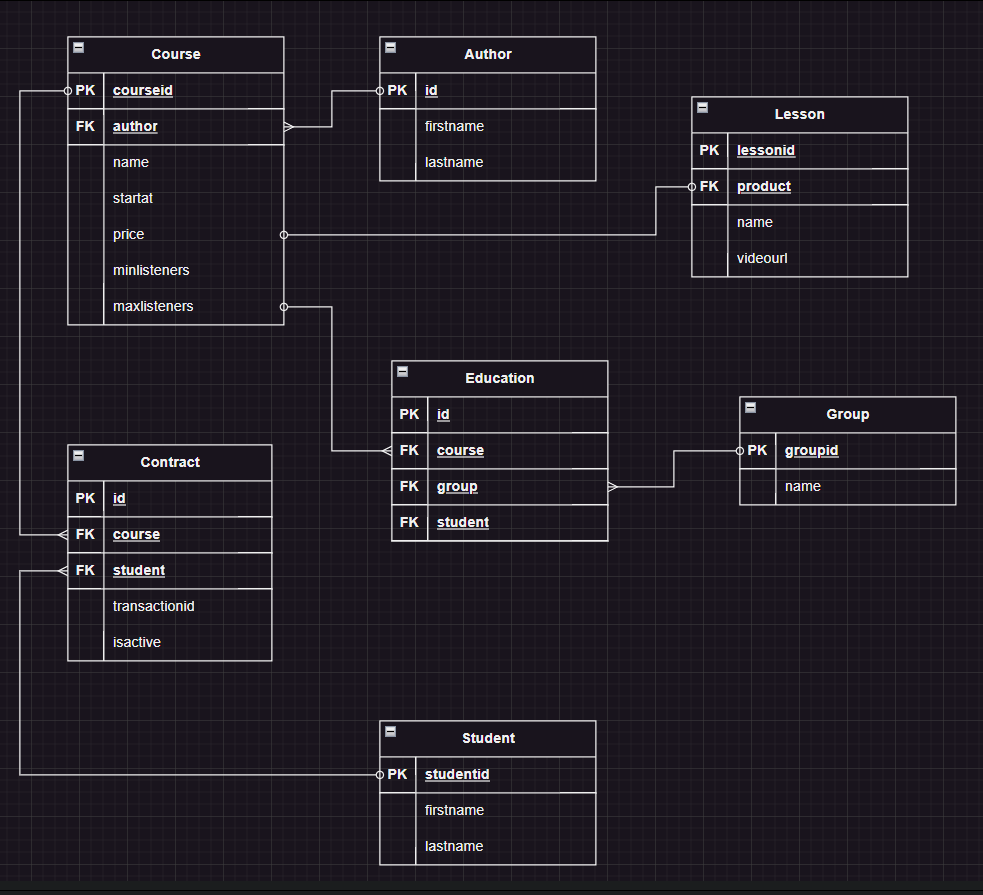 Course
PK courseid
FK author
name
startat
price
minlisteners
maxlisteners
Author
PK id
firstname
lastname
Lesson
PK lessonid
FK product
name
videourl
Education
PK id
FK course
FK group
FK student
Group
PK groupid
name
Contract
PK id
FK course
FK student
transactionid
isactive
Student
PK studentid
firstname
lastname